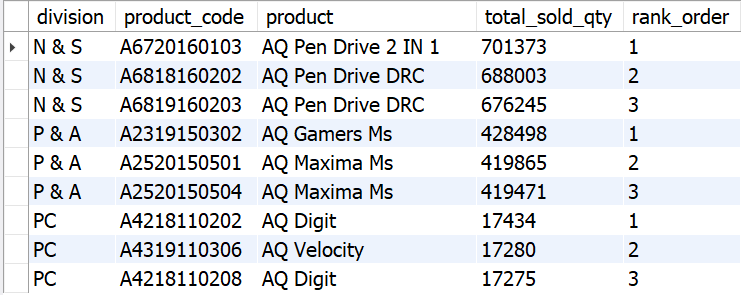 division product_code product total_sold_qty rank_order
N & S A6720160103 AQ Pen Drive 2 IN 1 701373 1
N & S A6818160202 AQ Pen Drive DRC 688003 2
N & S A6819160203 AQ Pen Drive DRC 676245 3
P & A A2319150302 AQ Gamers Ms 428498 1
P & A A2520150501 AQ Maxima Ms 419865 2
P & A A2520150504 AQ Maxima Ms 419471 3
PC A4218110202 AQ Digit 17434 1
PC A4319110306 AQ Velocity 17280 2
PC A4218110208 AQ Digit 17275 3